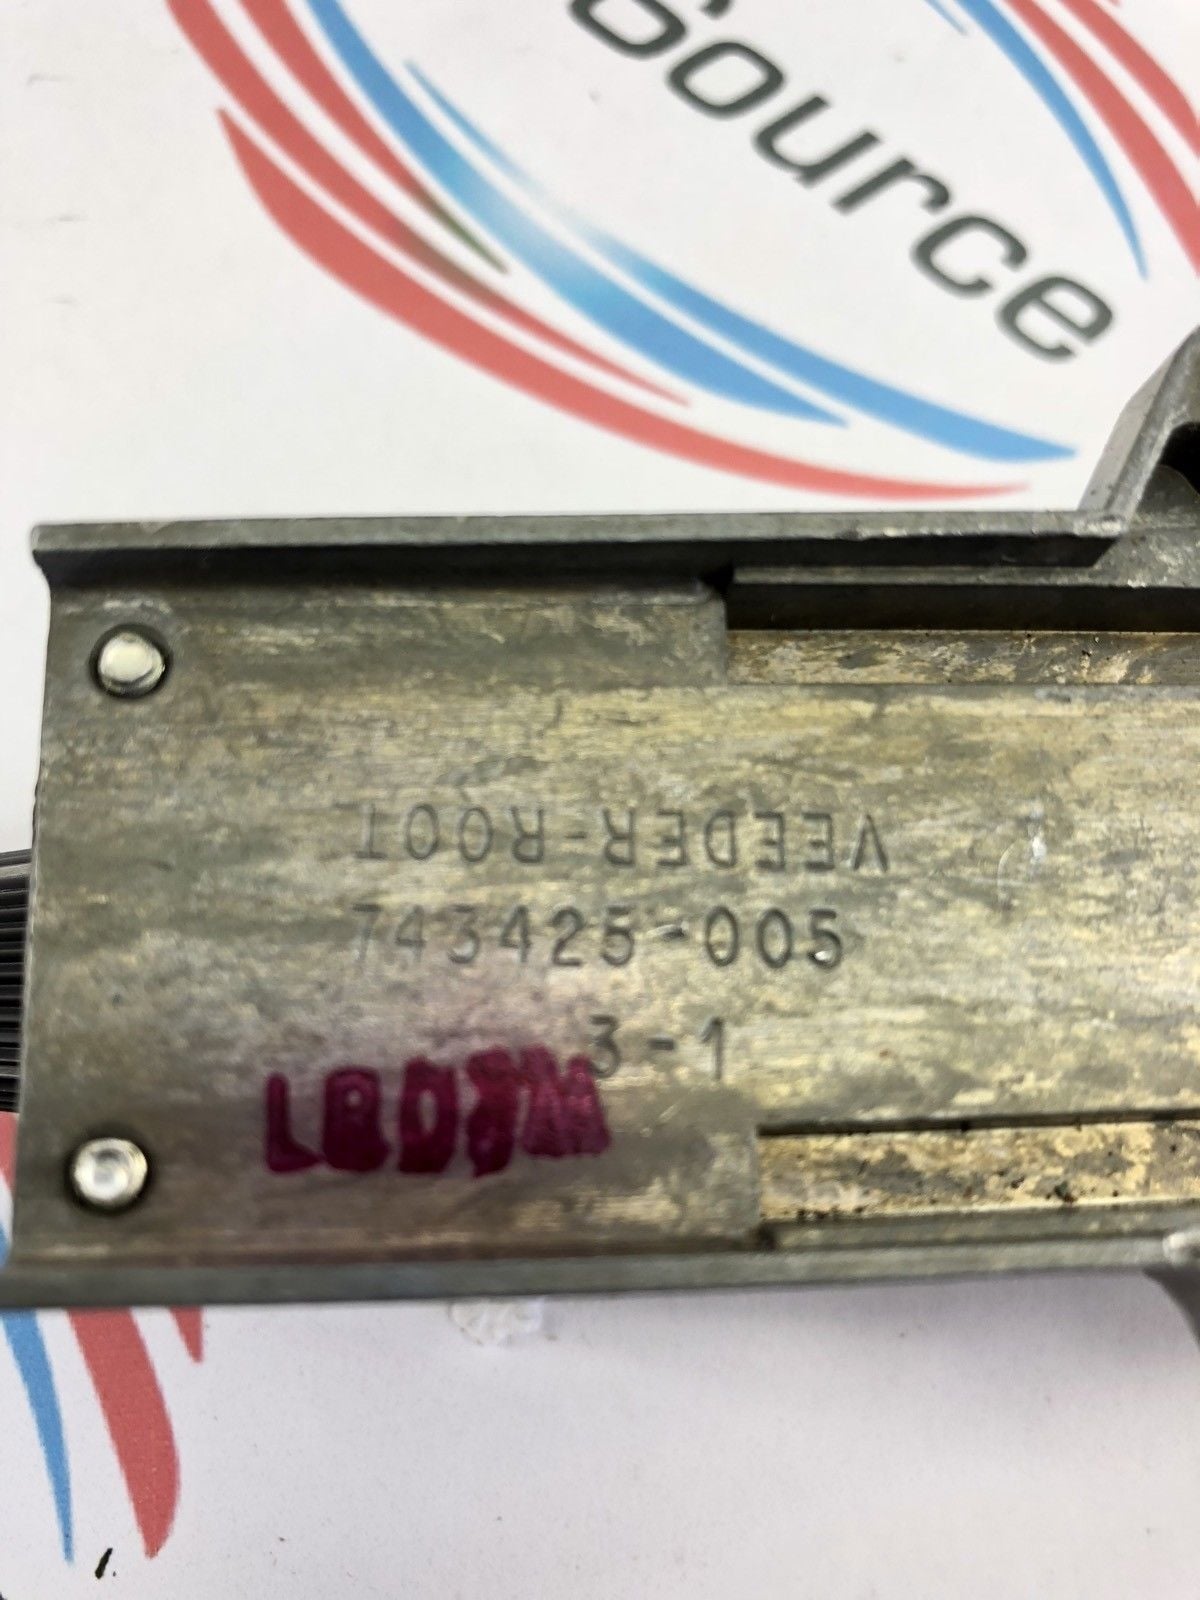 Source
VEEDER-ROOT
743425-005
3-1